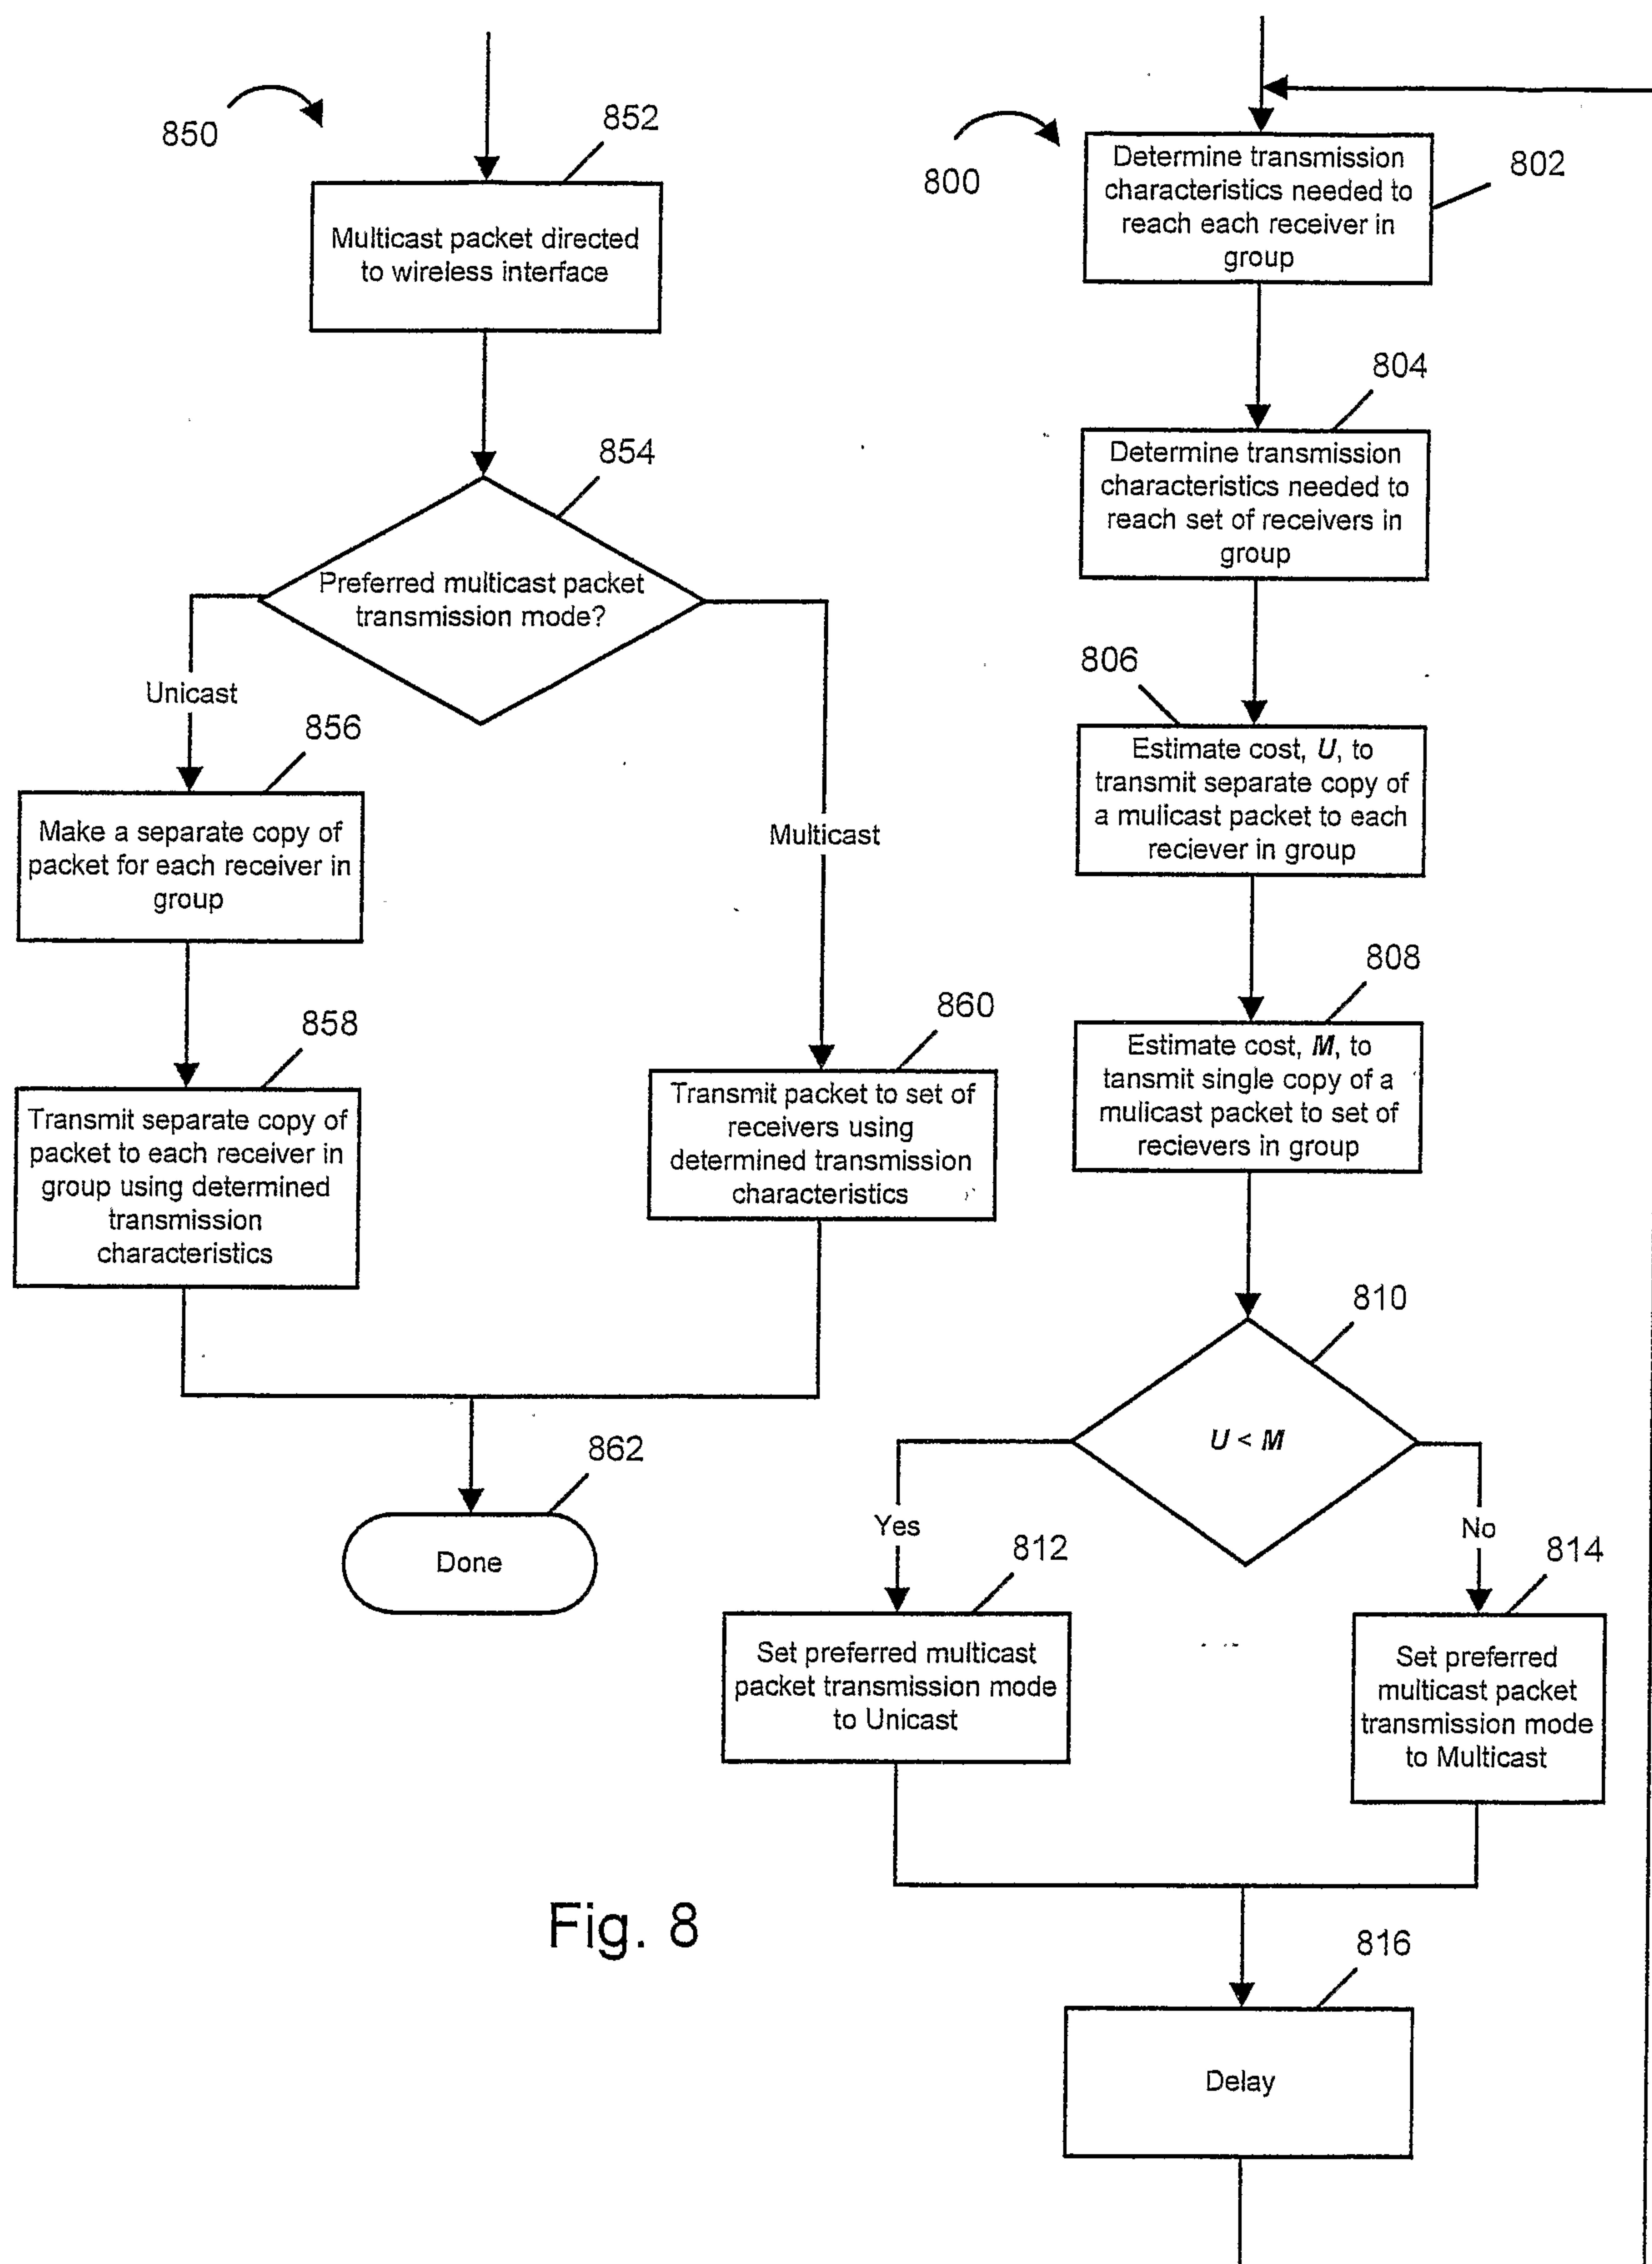 850
852
Multicast packet directed
to wireless interface
854
Preferred multicast packet
transmission mode?
Unicast
Multicast
856
Make a separate copy of
packet for each receiver in
group
858
Transmit separate copy of
packet to each receiver in
group using determined
transmission
characteristics
860
Transmit packet to set of
receivers using
determined transmission
characteristics
862
Done
800
802
Determine transmission
characteristics needed to
reach each receiver in
group
804
Determine transmission
characteristics needed to
reach set of receivers in
group
806
Estimate cost, U, to
transmit separate copy of
a mulicast packet to each
reciever in group
808
Estimate cost, M, to
tansmit single copy of a
mulicast packet to set of
recievers in group
810
U < M
Yes
No
812
Set preferred multicast
packet transmission mode
to Unicast
814
Set preferred
multicast packet
transmission mode
to Multicast
816
Delay
Fig. 8